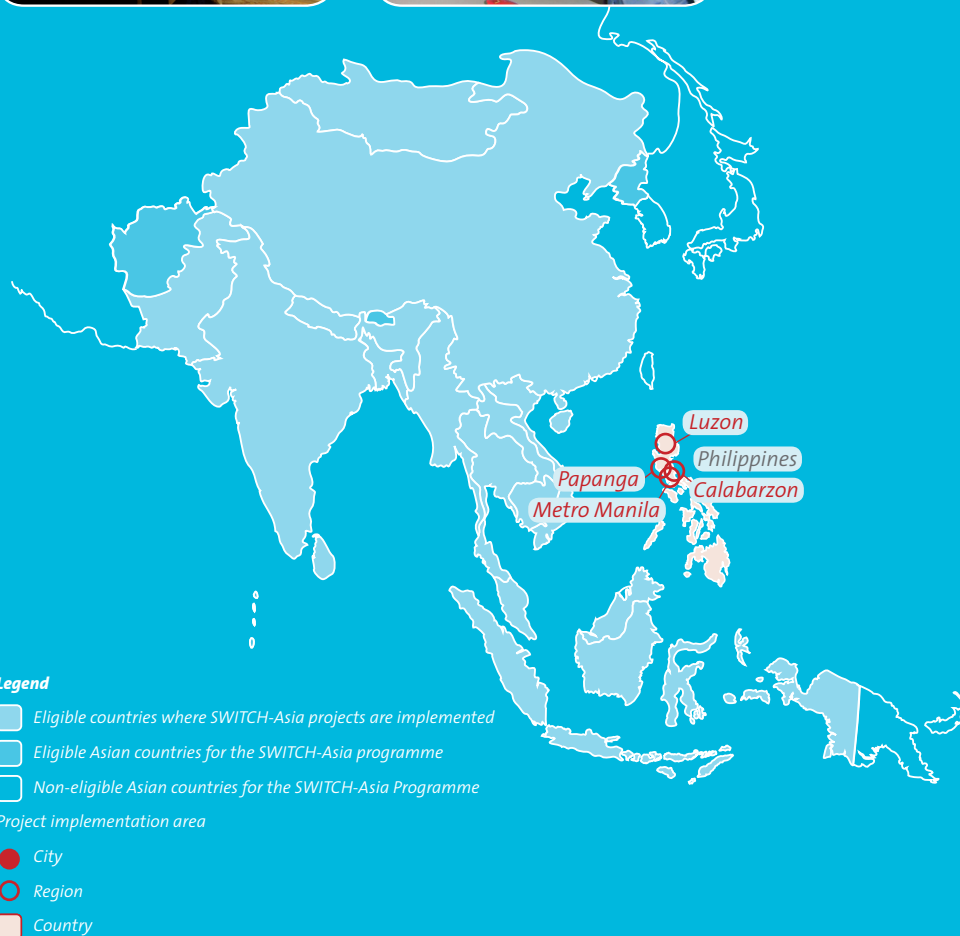 Luzon
Philippines
Papanga
Calabarzon
Metro Manila
Legend
Eligible countries where SWITCH-Asia projects are implemented
Eligible Asian countries for the SWITCH-Asia programme
Non-eligible Asian countries for the SWITCH-Asia Programme
Project implementation area
City
Region
Country